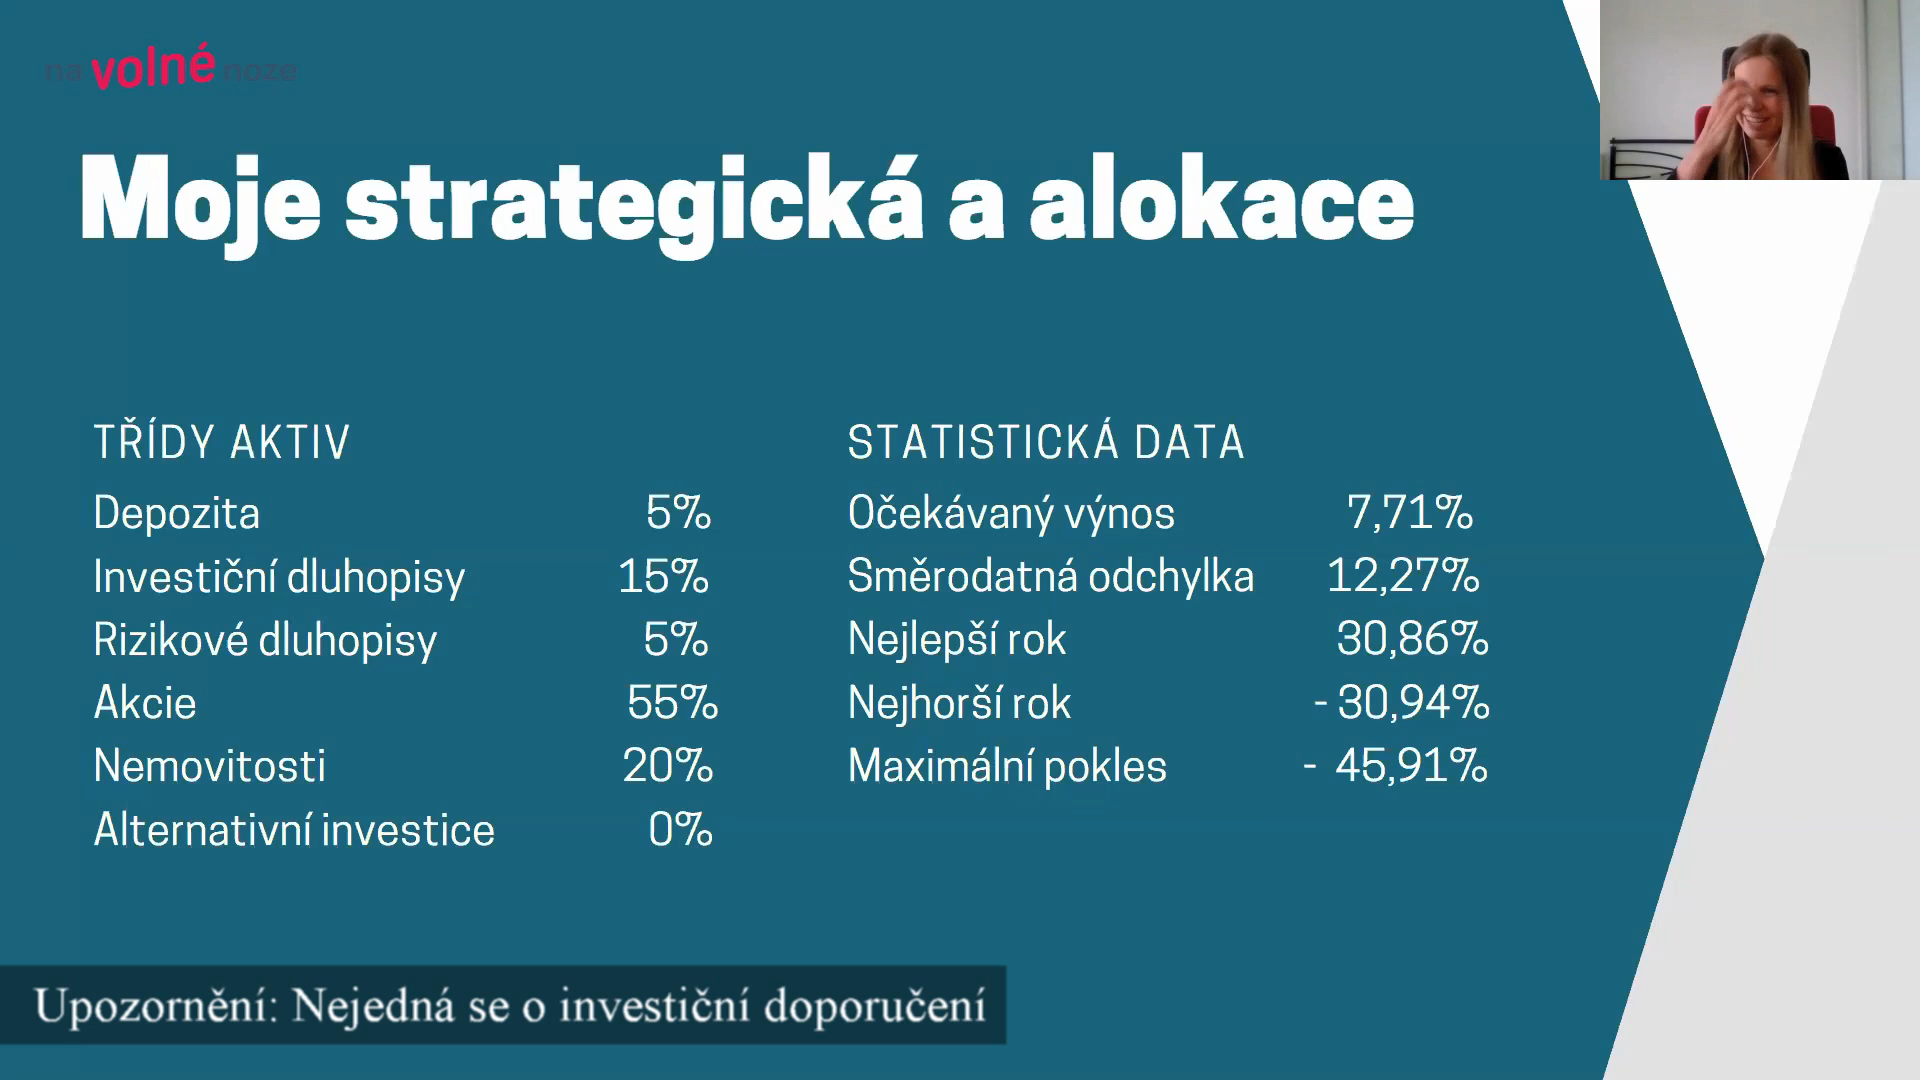 na volné noze
Moje strategická a alokace
TŘÍDY AKTIV
Depozita 5%
Investiční dluhopisy 15%
Rizikové dluhopisy 5%
Akcie 55%
Nemovitosti 20%
Alternativní investice 0%
STATISTICKÁ DATA
Očekávaný výnos 7,71%
Směrodatná odchylka 12,27%
Nejlepší rok 30,86%
Nejhorší rok - 30,94%
Maximální pokles - 45,91%
Upozornění: Nejedná se o investiční doporučení